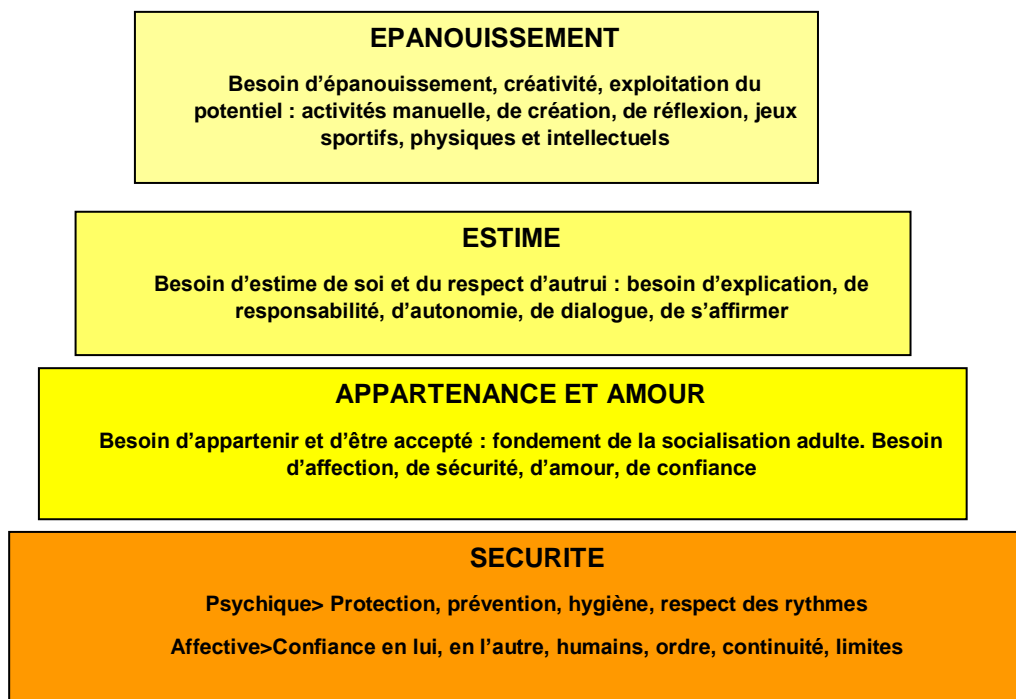 EPANOUISSEMENT
Besoin d’épanouissement, créativité, exploitation du
potentiel : activités manuelle, de création, de réflexion, jeux
sportifs, physiques et intellectuels
ESTIME
Besoin d’estime de soi et du respect d’autrui : besoin d’explication, de
responsabilité, d’autonomie, de dialogue, de s’affirmer
APPARTENANCE ET AMOUR
Besoin d’appartenir et d’être accepté : fondement de la socialisation adulte. Besoin
d’affection, de sécurité, d’amour, de confiance
SECURITE
Psychique> Protection, prévention, hygiène, respect des rythmes
Affective>Confiance en lui, en l’autre, humains, ordre, continuité, limites